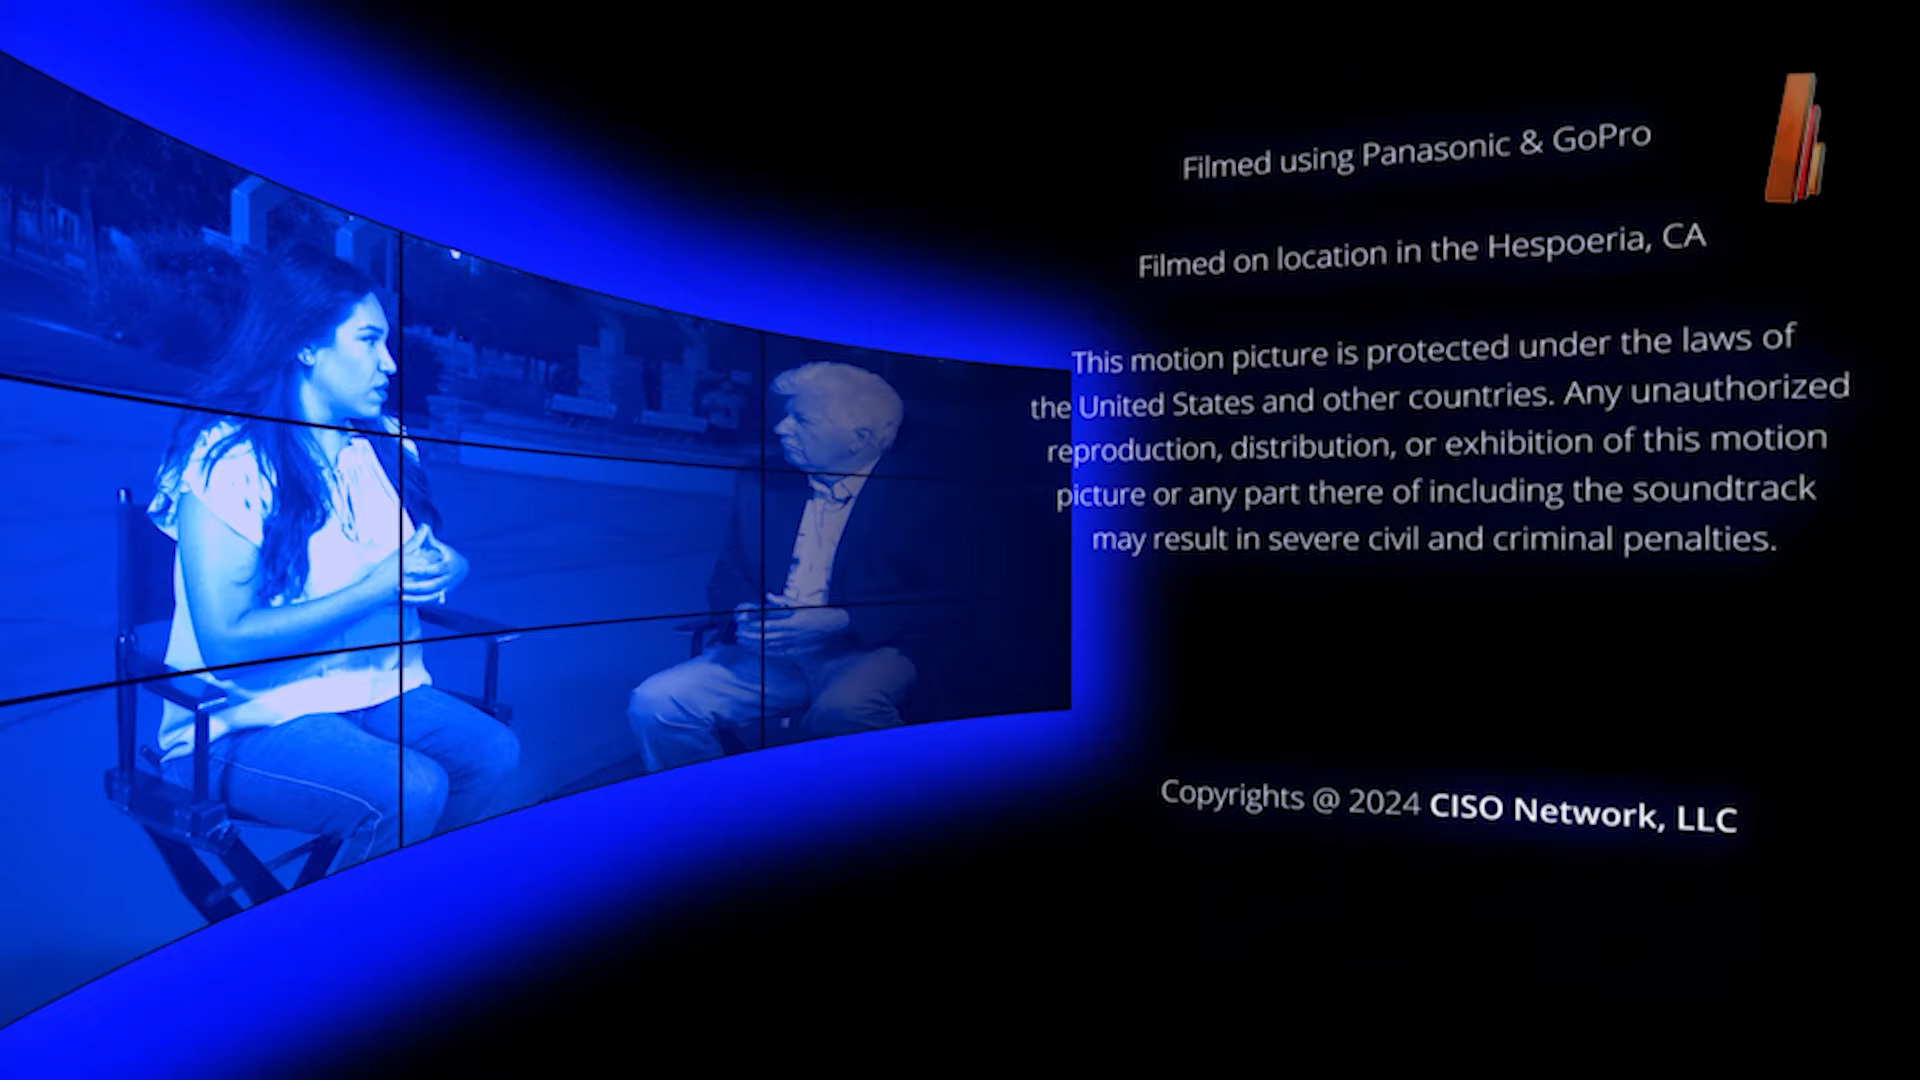 Filmed using Panasonic & GoPro
Filmed on location in the Hespoeria, CA
This motion picture is protected under the laws of
the United States and other countries. Any unauthorized
reproduction, distribution, or exhibition of this motion
picture or any part there of including the soundtrack
may result in severe civil and criminal penalties.
Copyrights @ 2024 CISO Network, LLC